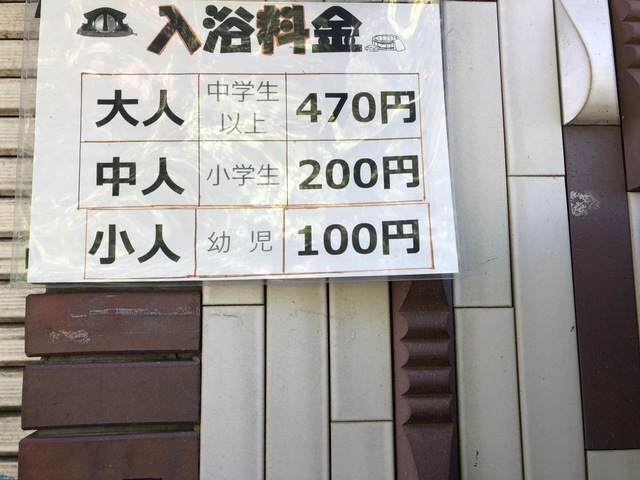 入浴料金
大人 中学生以上 470円
中人 小学生 200円
小人 幼児 100円